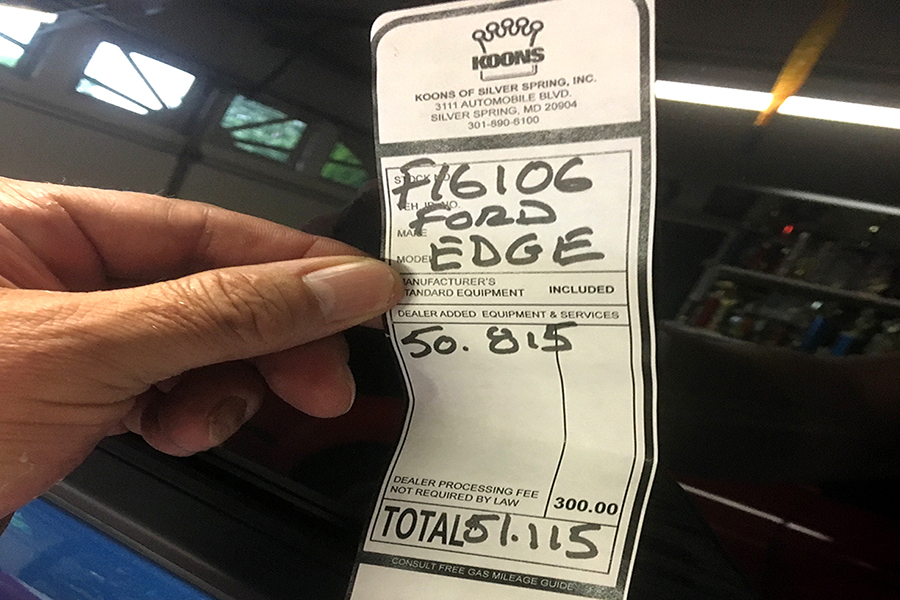 KOONS
KOONS OF SILVER SPRING, INC.
3111 AUTOMOBILE BLVD.
SILVER SPRING, MD 20904
301-890-6100
STOCK NO. F16106
VEH. ID. NO.
MAKE FORD
MODEL EDGE
MANUFACTURER'S
STANDARD EQUIPMENT INCLUDED
DEALER ADDED EQUIPMENT & SERVICES
50.815
DEALER PROCESSING FEE
NOT REQUIRED BY LAW 300.00
TOTAL 51.115
CONSULT FREE GAS MILEAGE GUIDE